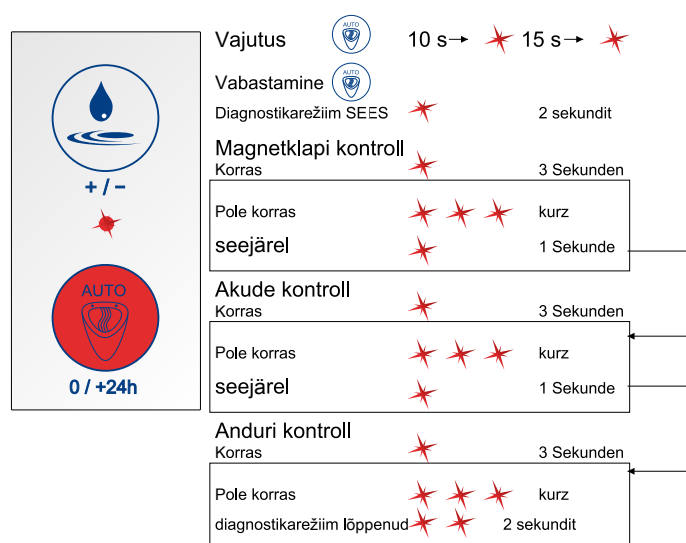 + / −
AUTO
0 / +24h
Vajutus AUTO 10 s→ 15 s→
Vabastamine AUTO
Diagnostikarežiim SEES 2 sekundit
Magnetklapi kontroll
Korras 3 Sekunden
Pole korras kurz
seejärel 1 Sekunde
Akude kontroll
Korras 3 Sekunden
Pole korras kurz
seejärel 1 Sekunde
Anduri kontroll
Korras 3 Sekunden
Pole korras kurz
diagnostikarežiim lõppenud 2 sekundit